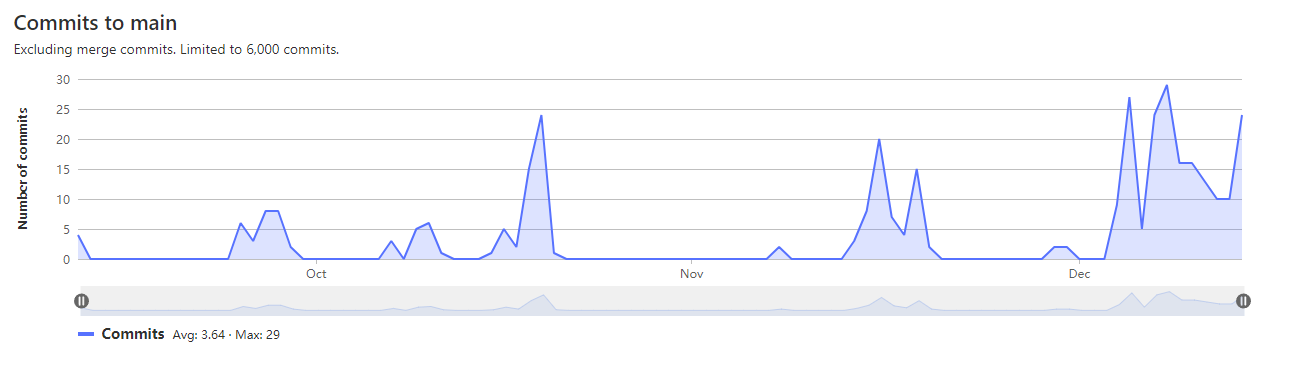 Commits to main
Excluding merge commits. Limited to 6,000 commits.
Number of commits
30
25
20
15
10
5
0
Oct Nov Dec
Commits Avg: 3.64 · Max: 29